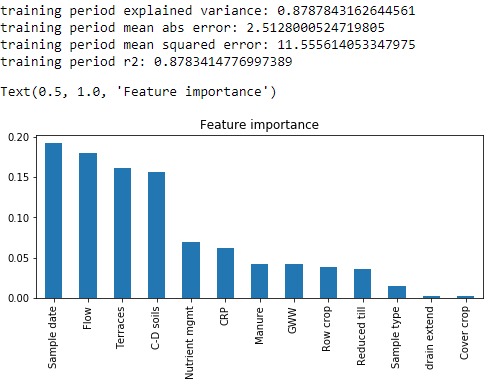 training period explained variance: 0.8787843162644561
training period mean abs error: 2.5128000524719805
training period mean squared error: 11.555614053347975
training period r2: 0.8783414776997389
Text(0.5, 1.0, 'Feature importance')
Feature importance
0.20
0.15
0.10
0.05
0.00
Sample date
Flow
Terraces
C-D soils
Nutrient mgmt
CRP
Manure
GWW
Row crop
Reduced till
Sample type
drain extend
Cover crop